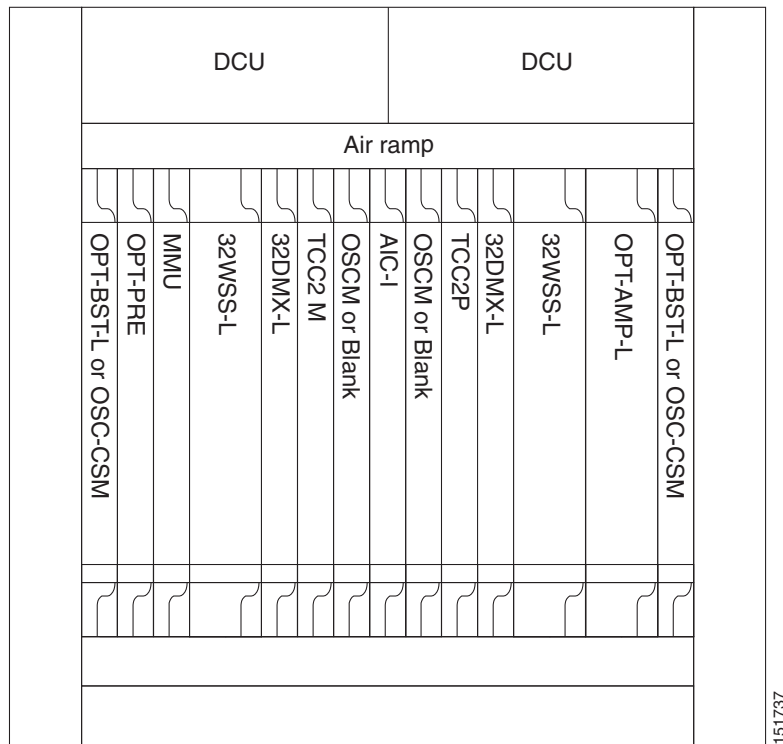 DCU
DCU
Air ramp
OPT-BST-L or OSC-CSM
OPT-PRE
MMU
32WSS-L
32DMX-L
TCC2 M
OSCM or Blank
AIC-I
OSCM or Blank
TCC2P
32DMX-L
32WSS-L
OPT-AMP-L
OPT-BST-L or OSC-CSM
151737